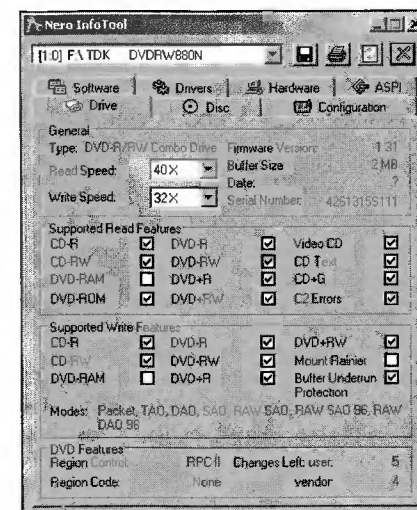 Nero InfoTool
[1:0] F:\ TDK DVDRW880N
Software Drivers Hardware ASPI
Drive Disc Configuration
General
Type: DVD-R/RW Combo Drive Firmware Version: 1.31
Read Speed: 40 X Buffer Size 2 MB
Date: ?
Write Speed: 32 X Serial Number: 4261315S111
Supported Read Features
CD-R DVD-R Video CD
CD-RW DVD-RW CD Text
DVD-RAM DVD+R CD+G
DVD-ROM DVD+RW C2 Errors
Supported Write Features
CD-R DVD-R DVD+RW
CD-RW DVD-RW Mount Rainier
DVD-RAM DVD+R Buffer Underrun
Protection
Modes: Packet, TAO, DAO, SAO, RAW SAO, RAW SAO 96, RAW
DAO 96
DVD Features
Region Control: RPC II Changes Left: user: 5
Region Code: None vendor 4